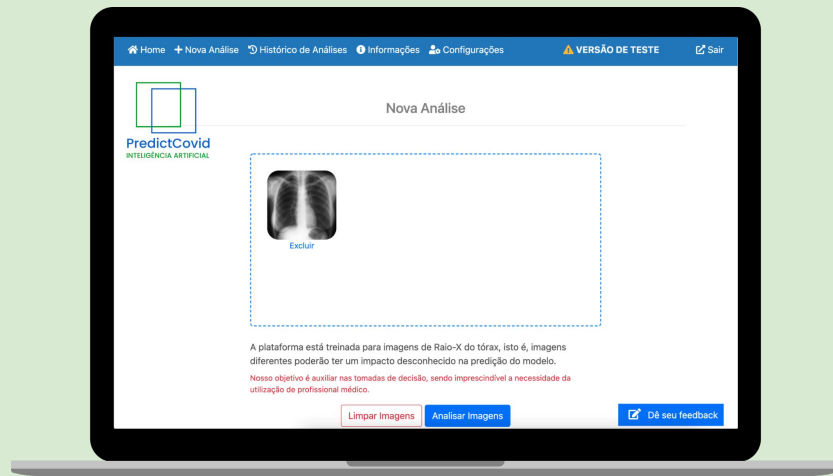 Home + Nova Análise Histórico de Análises Informações Configurações VERSÃO DE TESTE Sair
Nova Análise
PredictCovid
INTELIGÊNCIA ARTIFICIAL
Excluir
A plataforma está treinada para imagens de Raio-X do tórax, isto é, imagens
diferentes poderão ter um impacto desconhecido na predição do modelo.
Nosso objetivo é auxiliar nas tomadas de decisão, sendo imprescindível a necessidade da
utilização de profissional médico.
Limpar Imagens Analisar Imagens Dê seu feedback